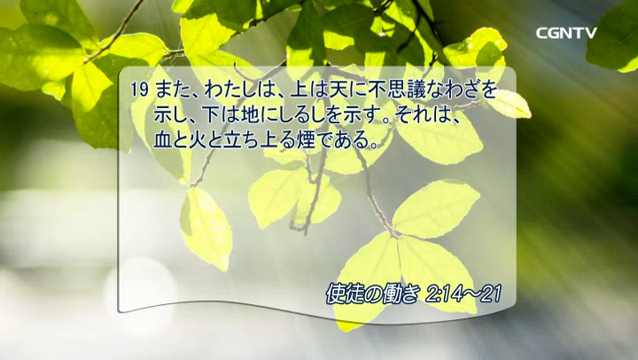 CGNTV
19 また、わたしは、上は天に不思議なわざを
示し、下は地にしるしを示す。それは、
血と火と立ち上る煙である。
使徒の働き 2:14～21